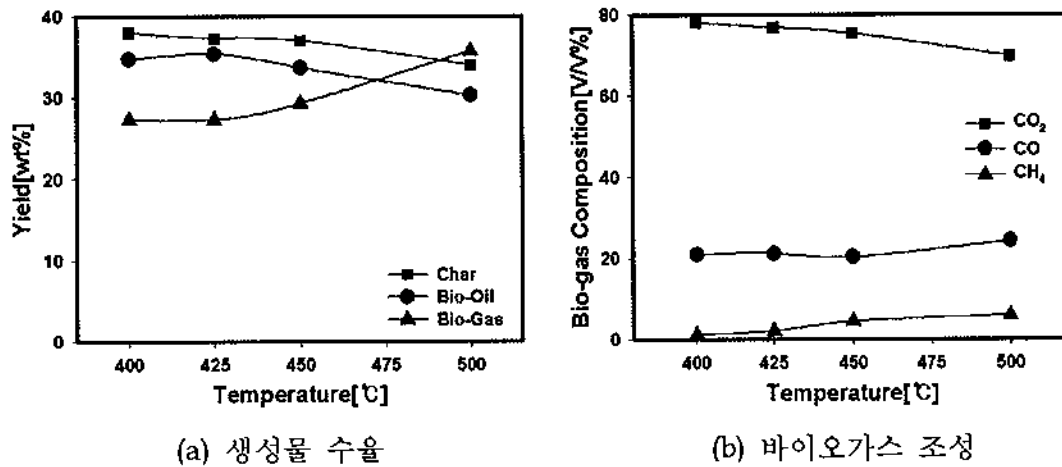 40
30
20
10
0
Yield[wt%]
Char
Bio-Oil
Bio-Gas
400 425 450 475 500
Temperature[℃]
(a) 생성물 수율
80
60
40
20
0
Bio-gas Composition[V/V%]
CO₂
CO
CH₄
400 425 450 475 500
Temperature[℃]
(b) 바이오가스 조성